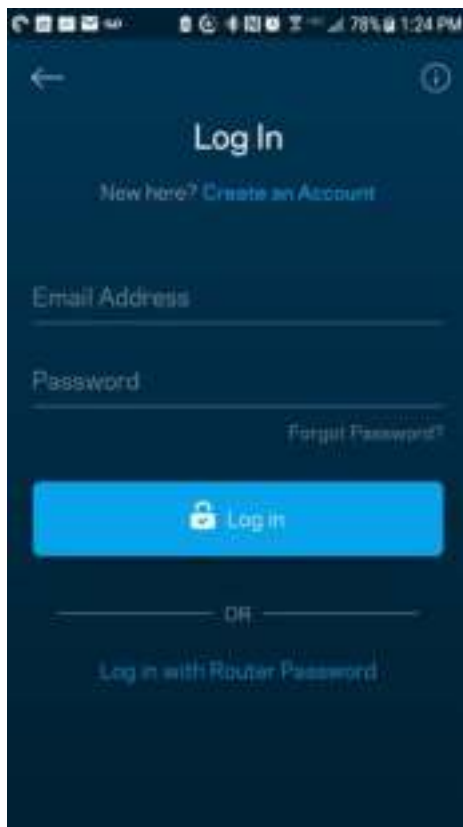 78% 1:24 PM
Log In
New here? Create an Account
Email Address
Password
Forgot Password?
Log in
OR
Log in with Router Password